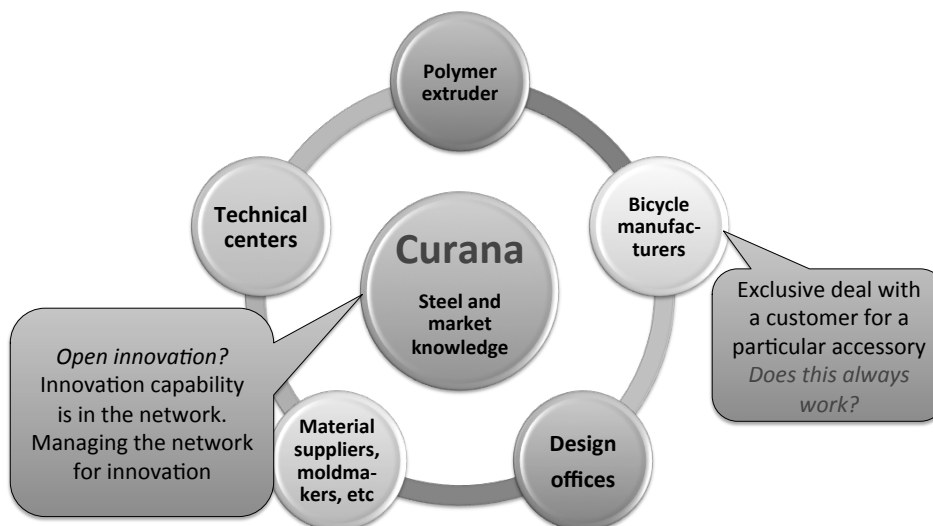 Polymer
extruder
Technical
centers
Bicycle
manufac-
turers
Curana
Steel and
market
knowledge
Exclusive deal with
a customer for a
particular accessory
Does this always
work?
Open innovation?
Innovation capability
is in the network.
Managing the network
for innovation
Material
suppliers,
moldma-
kers, etc
Design
offices